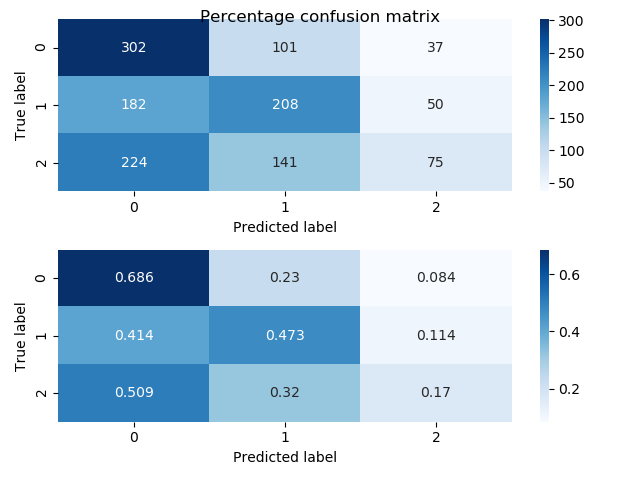 Percentage confusion matrix
True label
0 302 101 37
1 182 208 50
2 224 141 75
0 1 2
Predicted label
300
250
200
150
100
50
True label
0 0.686 0.23 0.084
1 0.414 0.473 0.114
2 0.509 0.32 0.17
0 1 2
Predicted label
0.6
0.4
0.2